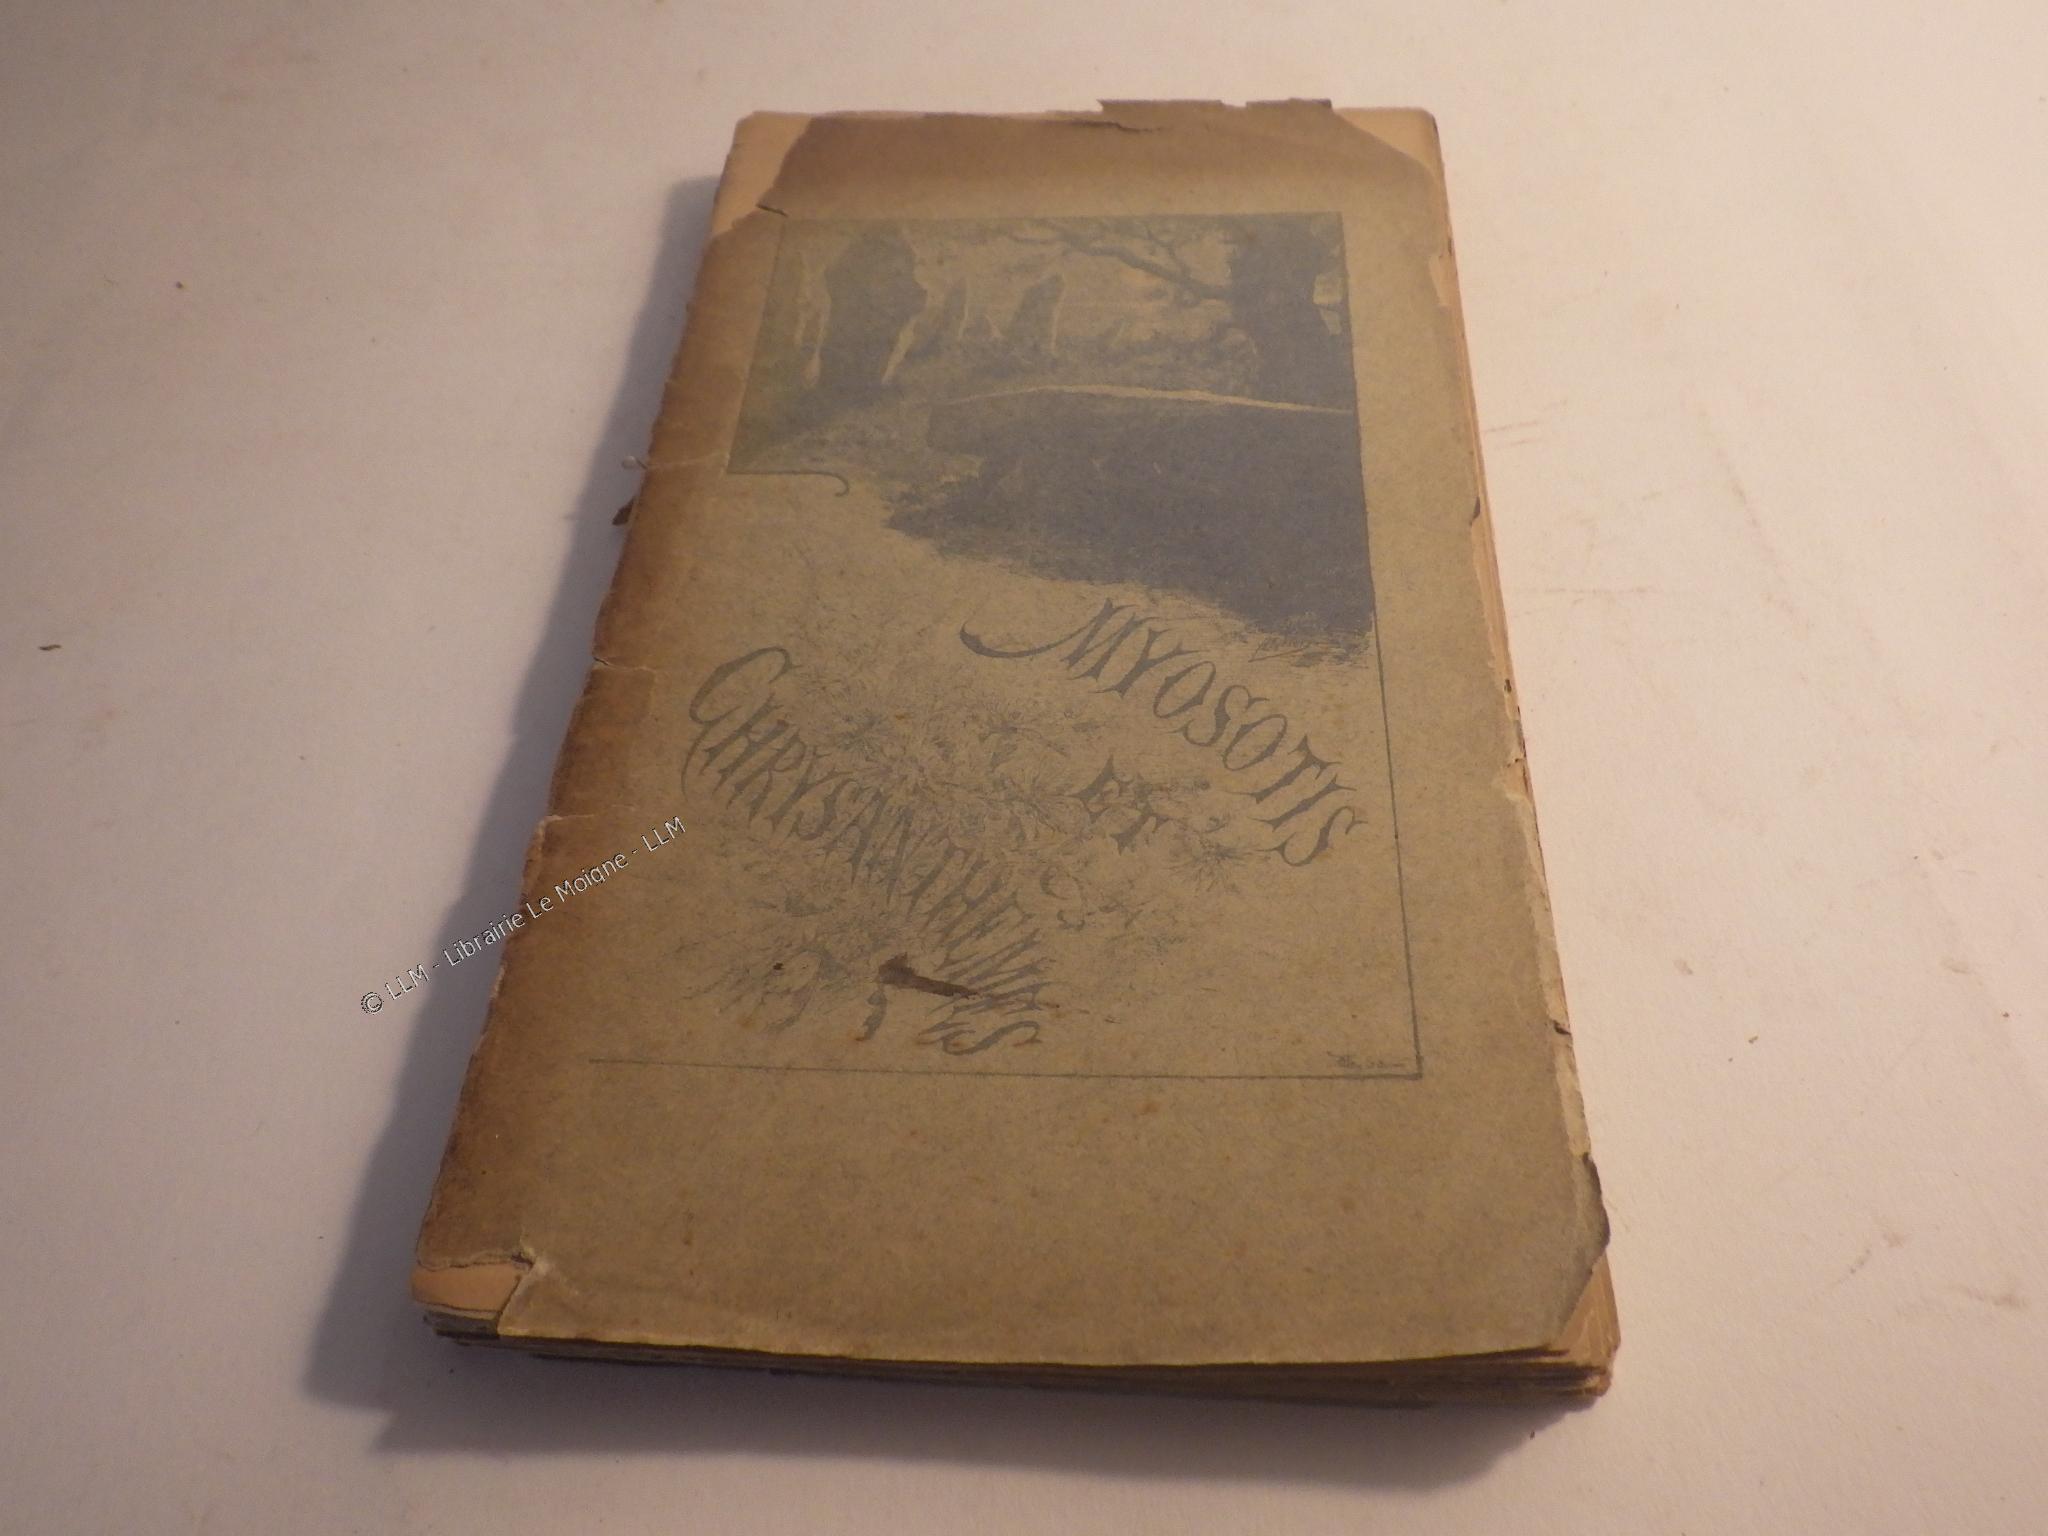 MYOSOTIS
ET
CHRYSANTHEMES
© LLM - Librairie Le Moigne - LLM